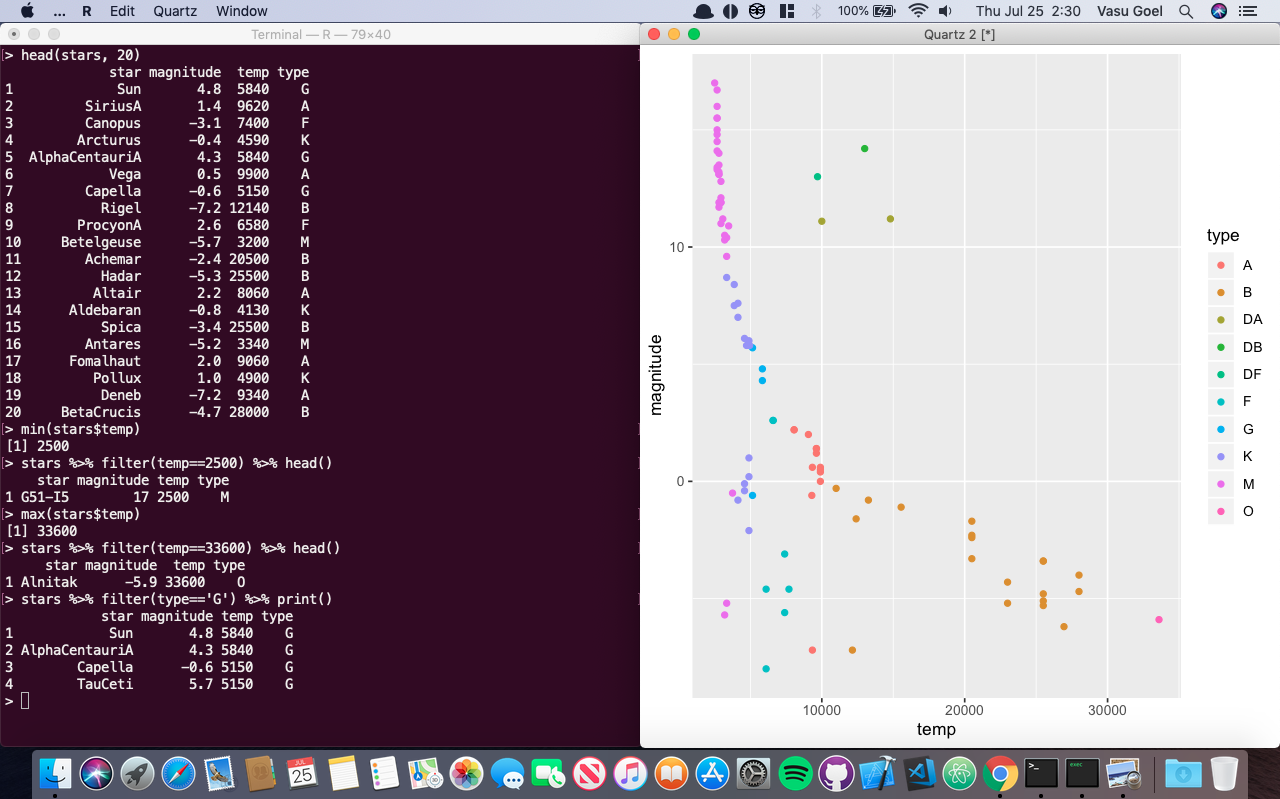 ... R Edit Quartz Window 100% Thu Jul 25 2:30 Vasu Goel
Terminal — R — 79×40
> head(stars, 20)
star magnitude temp type
1 Sun 4.8 5840 G
2 SiriusA 1.4 9620 A
3 Canopus −3.1 7400 F
4 Arcturus −0.4 4590 K
5 AlphaCentauriA 4.3 5840 G
6 Vega 0.5 9900 A
7 Capella −0.6 5150 G
8 Rigel −7.2 12140 B
9 ProcyonA 2.6 6580 F
10 Betelgeuse −5.7 3200 M
11 Achemar −2.4 20500 B
12 Hadar −5.3 25500 B
13 Altair 2.2 8060 A
14 Aldebaran −0.8 4130 K
15 Spica −3.4 25500 B
16 Antares −5.2 3340 M
17 Fomalhaut 2.0 9060 A
18 Pollux 1.0 4900 K
19 Deneb −7.2 9340 A
20 BetaCrucis −4.7 28000 B
> min(stars$temp)
[1] 2500
> stars %>% filter(temp==2500) %>% head()
star magnitude temp type
1 G51−I5 17 2500 M
> max(stars$temp)
[1] 33600
> stars %>% filter(temp==33600) %>% head()
star magnitude temp type
1 Alnitak −5.9 33600 O
> stars %>% filter(type=='G') %>% print()
star magnitude temp type
1 Sun 4.8 5840 G
2 AlphaCentauriA 4.3 5840 G
3 Capella −0.6 5150 G
4 TauCeti 5.7 5150 G
>
Quartz 2 [*]
magnitude
10
0
10000 20000 30000
temp
type
A
B
DA
DB
DF
F
G
K
M
O
JUL
25